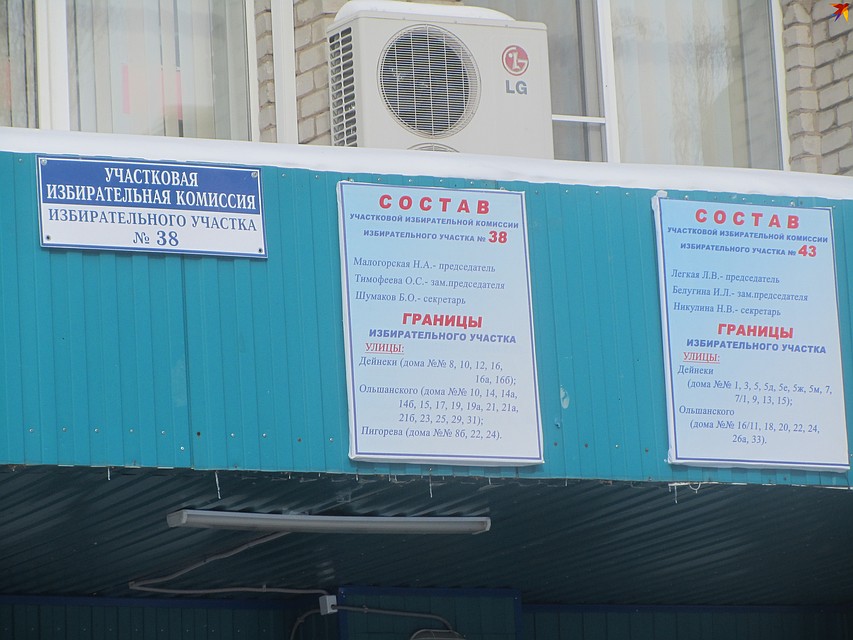 LG
УЧАСТКОВАЯ
ИЗБИРАТЕЛЬНАЯ КОМИССИЯ
ИЗБИРАТЕЛЬНОГО УЧАСТКА
№ 38
СОСТАВ
УЧАСТКОВОЙ ИЗБИРАТЕЛЬНОЙ КОМИССИИ
ИЗБИРАТЕЛЬНОГО УЧАСТКА № 38
Малогорская Н.А.- председатель
Тимофеева О.С.- зам.председателя
Шумаков Б.О.- секретарь
ГРАНИЦЫ
ИЗБИРАТЕЛЬНОГО УЧАСТКА
УЛИЦЫ:
Дейнеки (дома №№ 8, 10, 12, 16,
16а, 16б);
Ольшанского (дома №№ 10, 14, 14а,
14б, 15, 17, 19, 19а, 21, 21а,
21б, 23, 25, 29, 31);
Пигорева (дома №№ 8б, 22, 24).
СОСТАВ
УЧАСТКОВОЙ ИЗБИРАТЕЛЬНОЙ КОМИССИИ
ИЗБИРАТЕЛЬНОГО УЧАСТКА № 43
Легкая Л.В.- председатель
Белугина И.Л.- зам.председателя
Никулина Н.В.- секретарь
ГРАНИЦЫ
ИЗБИРАТЕЛЬНОГО УЧАСТКА
УЛИЦЫ:
Дейнеки
(дома №№ 1, 3, 5, 5д, 5е, 5ж, 5м, 7,
7/1, 9, 13, 15);
Ольшанского
(дома №№ 16/11, 18, 20, 22, 24,
26а, 33).